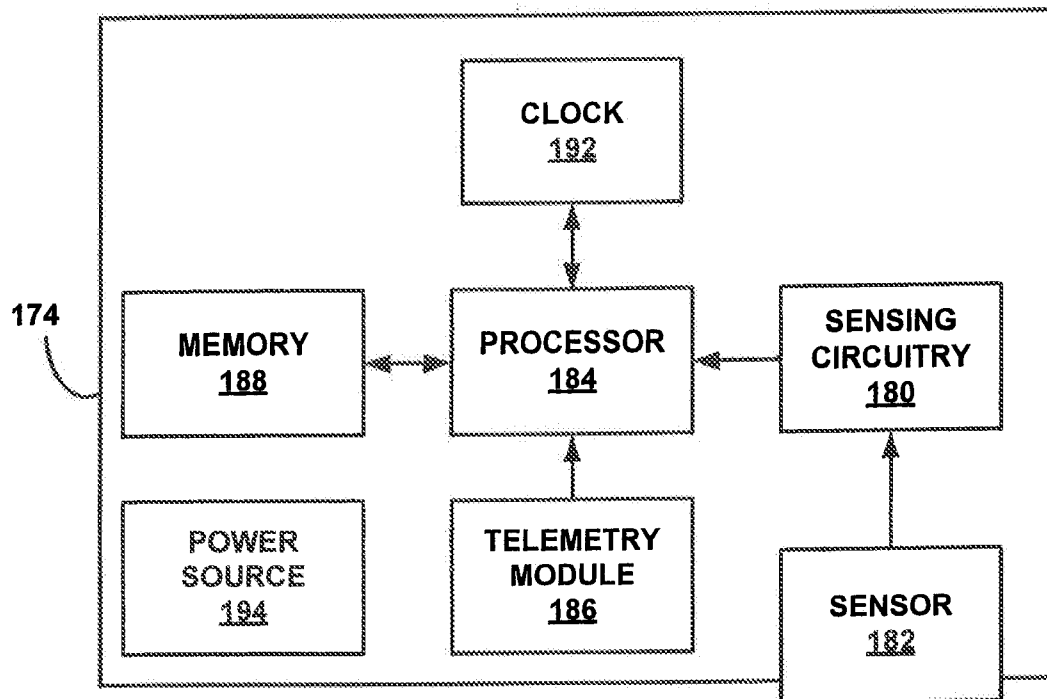 CLOCK
192
174
MEMORY
188
PROCESSOR
184
SENSING
CIRCUITRY
180
POWER
SOURCE
194
TELEMETRY
MODULE
186
SENSOR
182